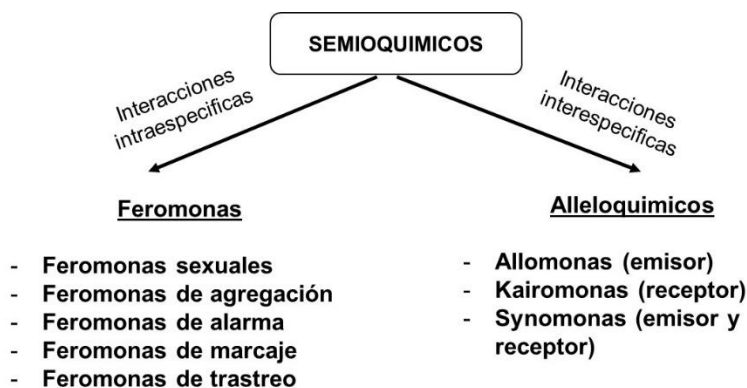 SEMIOQUIMICOS
Interacciones
intraespecificas
Interacciones
interespecificas
Feromonas
- Feromonas sexuales
- Feromonas de agregación
- Feromonas de alarma
- Feromonas de marcaje
- Feromonas de trastreo
Alleloquimicos
- Allomonas (emisor)
- Kairomonas (receptor)
- Synomonas (emisor y
receptor)